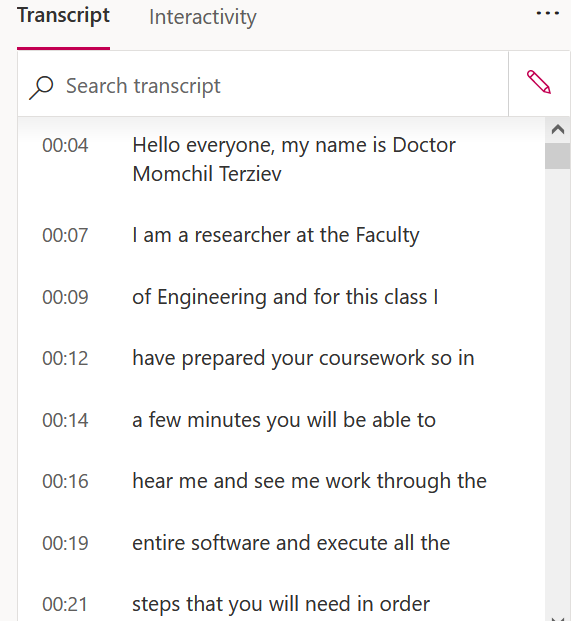 Transcript Interactivity ...
Search transcript
00:04 Hello everyone, my name is Doctor
Momchil Terziev
00:07 I am a researcher at the Faculty
00:09 of Engineering and for this class I
00:12 have prepared your coursework so in
00:14 a few minutes you will be able to
00:16 hear me and see me work through the
00:19 entire software and execute all the
00:21 steps that you will need in order